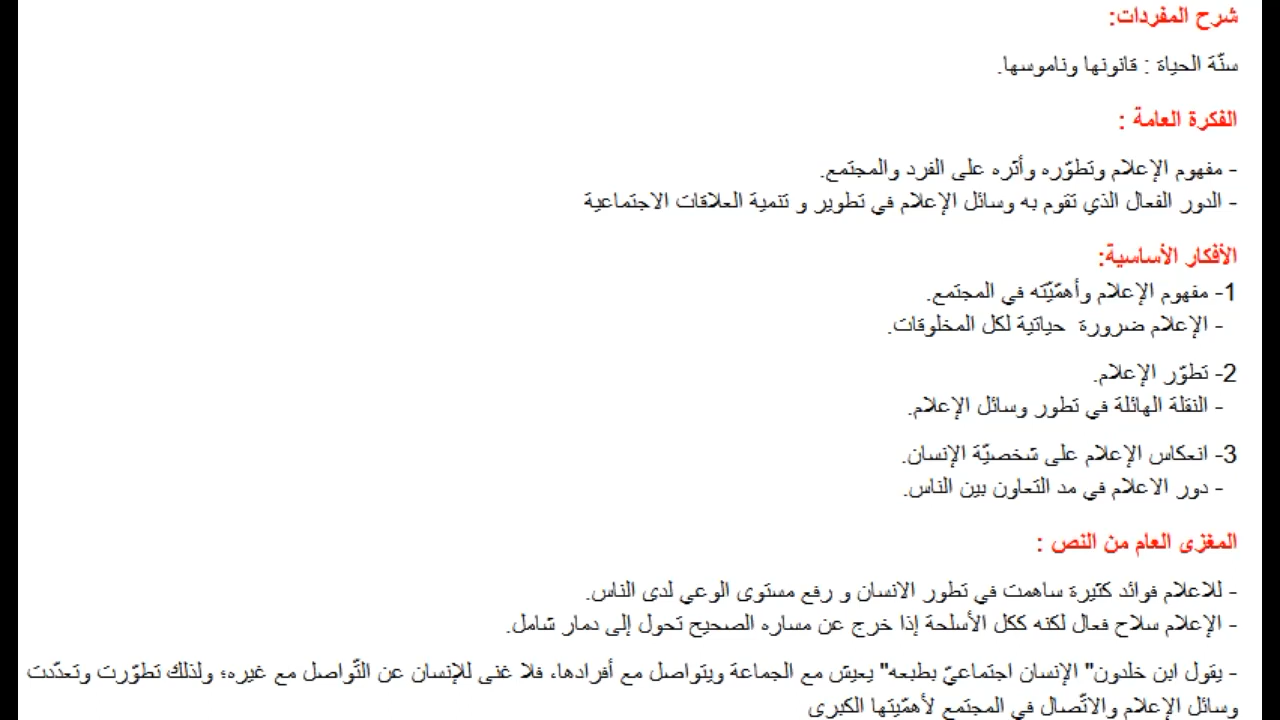 شرح المفردات:
سنّة الحياة : قانونها وناموسها.
الفكرة العامة :
- مفهوم الإعلام وتطوّره وأثره على الفرد والمجتمع.
- الدور الفعال الذي تقوم به وسائل الإعلام في تطوير و تنمية العلاقات الاجتماعية
الأفكار الأساسية:
1- مفهوم الإعلام وأهمّيّته في المجتمع.
- الإعلام ضرورة حياتية لكل المخلوقات.
2- تطوّر الإعلام.
- النقلة الهائلة في تطور وسائل الإعلام.
3- انعكاس الإعلام على شخصيّة الإنسان.
- دور الاعلام في مد التعاون بين الناس.
المغزى العام من النص :
- للاعلام فوائد كثيرة ساهمت في تطور الانسان و رفع مستوى الوعي لدى الناس.
- الإعلام سلاح فعال لكنه ككل الأسلحة إذا خرج عن مساره الصحيح تحول إلى دمار شامل.
- يقول ابن خلدون" الإنسان اجتماعيّ بطبعه" يعيش مع الجماعة ويتواصل مع أفرادها، فلا غنى للإنسان عن التّواصل مع غيره؛ ولذلك تطوّرت وتعدّدت
وسائل الإعلام والاتّصال في المجتمع لأهمّيتها الكبرى